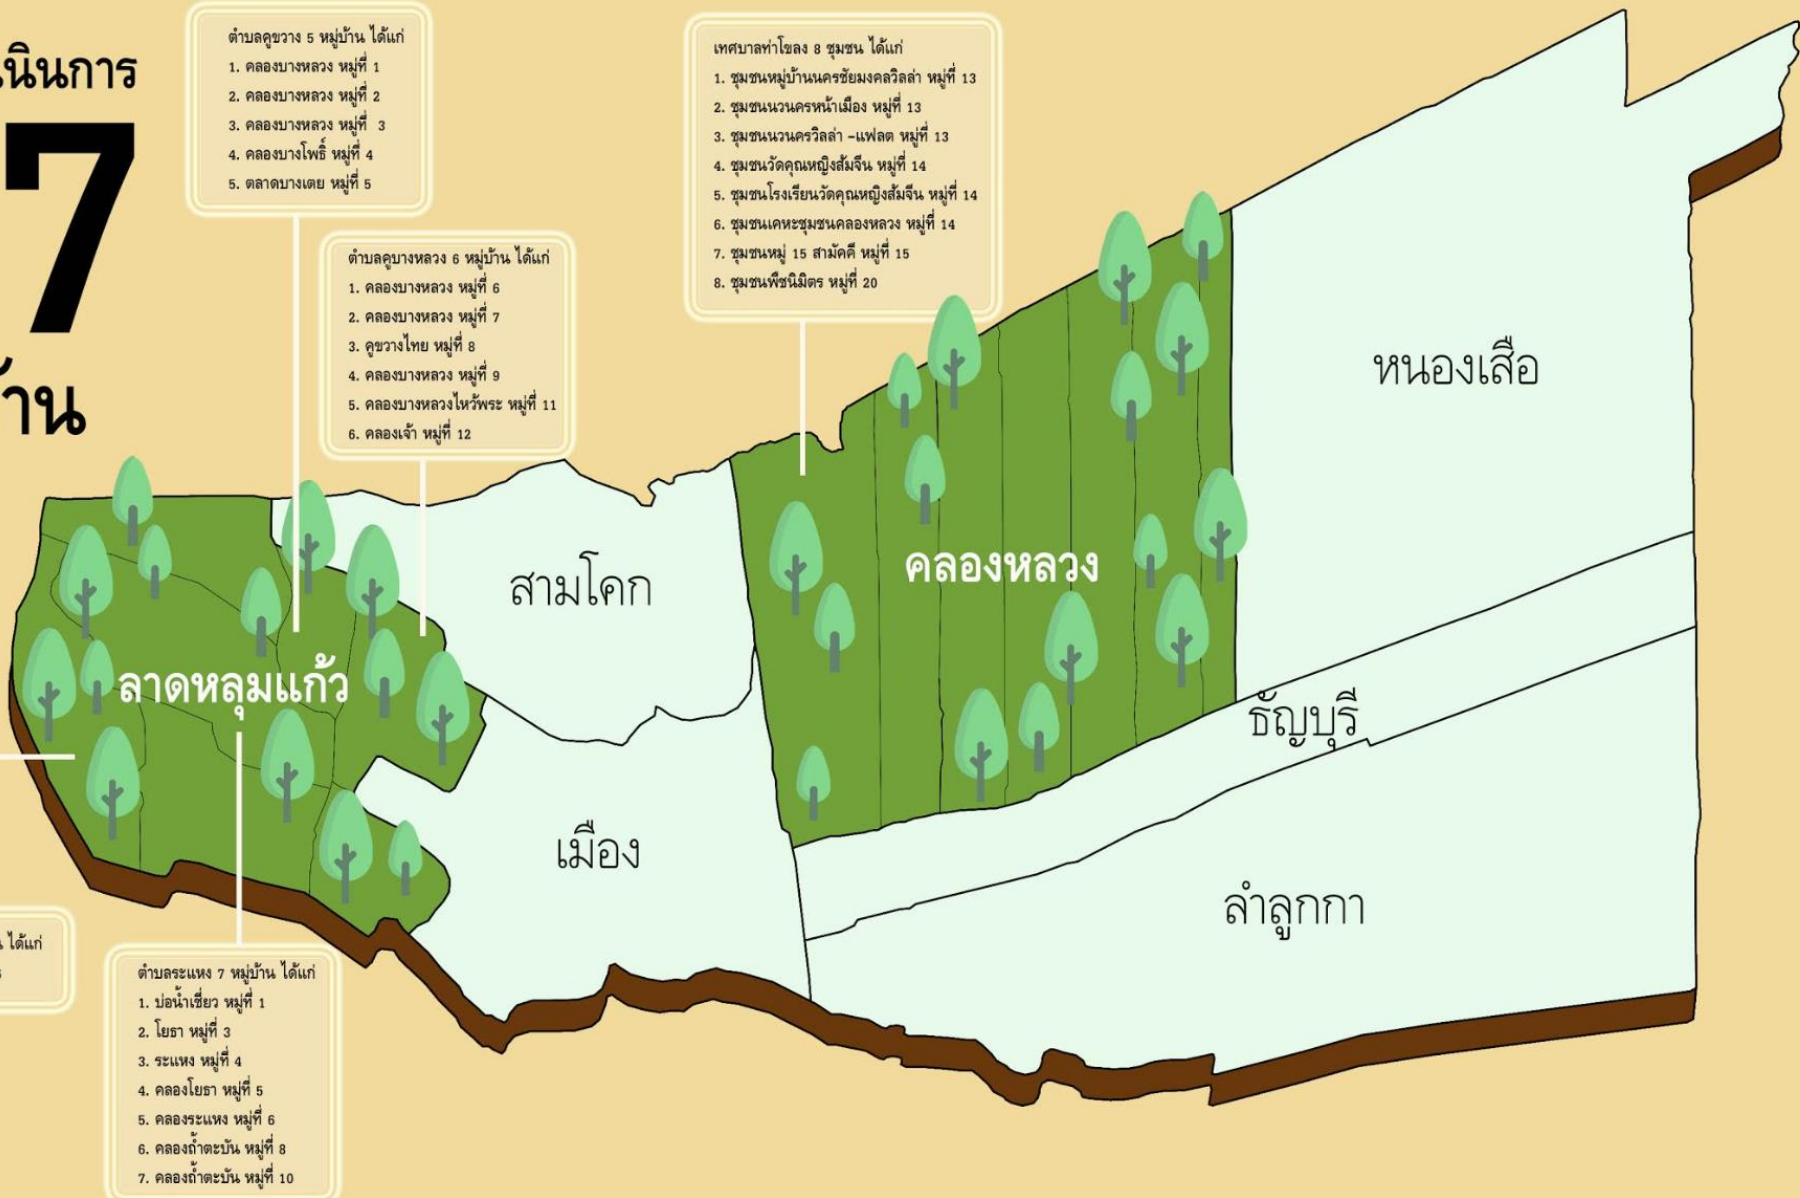 นินการ
7
าน
ตำบลคูขวาง 5 หมู่บ้าน ได้แก่
1. คลองบางหลวง หมู่ที่ 1
2. คลองบางหลวง หมู่ที่ 2
3. คลองบางหลวง หมู่ที่ 3
4. คลองบางโพธิ์ หมู่ที่ 4
5. ตลาดบางเตย หมู่ที่ 5
ตำบลคูบางหลวง 6 หมู่บ้าน ได้แก่
1. คลองบางหลวง หมู่ที่ 6
2. คลองบางหลวง หมู่ที่ 7
3. คูขวางไทย หมู่ที่ 8
4. คลองบางหลวง หมู่ที่ 9
5. คลองบางหลวงไหว้พระ หมู่ที่ 11
6. คลองเจ้า หมู่ที่ 12
เทศบาลท่าโขลง 8 ชุมชน ได้แก่
1. ชุมชนหมู่บ้านนครชัยมงคลวิลล่า หมู่ที่ 13
2. ชุมชนนวนครหน้าเมือง หมู่ที่ 13
3. ชุมชนนวนครวิลล่า -แฟลต หมู่ที่ 13
4. ชุมชนวัดคุณหญิงส้มจีน หมู่ที่ 14
5. ชุมชนโรงเรียนวัดคุณหญิงส้มจีน หมู่ที่ 14
6. ชุมชนเคหะชุมชนคลองหลวง หมู่ที่ 14
7. ชุมชนหมู่ 15 สามัคคี หมู่ที่ 15
8. ชุมชนพืชนิมิตร หมู่ที่ 20
หนองเสือ
คลองหลวง
สามโคก
ลาดหลุมแก้ว
ธัญบุรี
เมือง
ลำลูกกา
ได้แก่
ตำบลระแหง 7 หมู่บ้าน ได้แก่
1. บ่อน้ำเชี่ยว หมู่ที่ 1
2. โยธา หมู่ที่ 3
3. ระแหง หมู่ที่ 4
4. คลองโยธา หมู่ที่ 5
5. คลองระแหง หมู่ที่ 6
6. คลองถ้ำตะบัน หมู่ที่ 8
7. คลองถ้ำตะบัน หมู่ที่ 10